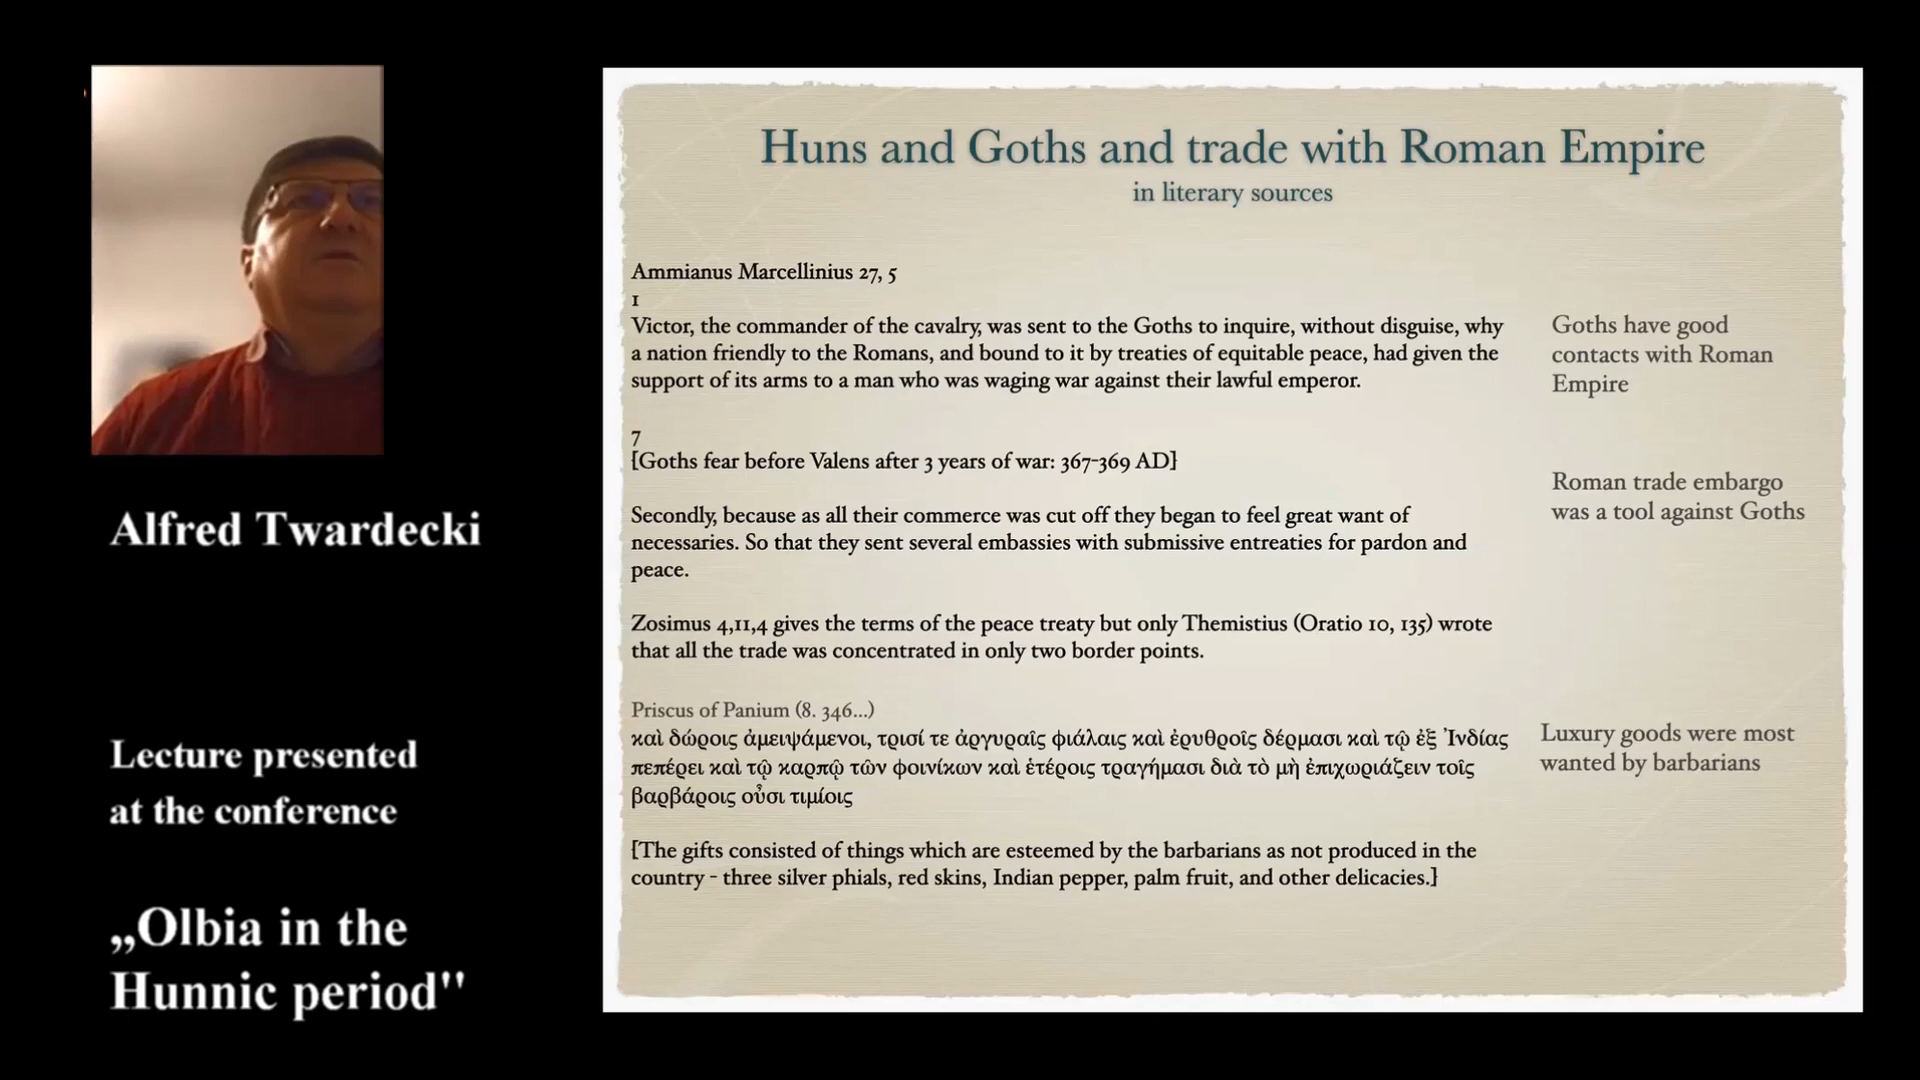 Alfred Twardecki
Lecture presented
at the conference
„Olbia in the
Hunnic period"
Huns and Goths and trade with Roman Empire
in literary sources
Ammianus Marcellinius 27, 5
1
Victor, the commander of the cavalry, was sent to the Goths to inquire, without disguise, why
a nation friendly to the Romans, and bound to it by treaties of equitable peace, had given the
support of its arms to a man who was waging war against their lawful emperor.
7
[Goths fear before Valens after 3 years of war: 367-369 AD]
Secondly, because as all their commerce was cut off they began to feel great want of
necessaries. So that they sent several embassies with submissive entreaties for pardon and
peace.
Zosimus 4,11,4 gives the terms of the peace treaty but only Themistius (Oratio 10, 135) wrote
that all the trade was concentrated in only two border points.
Priscus of Panium (8. 346...)
καὶ δώροις ἀμειψάμενοι, τρισί τε ἀργυραῖς φιάλαις καὶ ἐρυθροῖς δέρμασι καὶ τῷ ἐξ Ἰνδίας
πεπέρει καὶ τῷ καρπῷ τῶν φοινίκων καὶ ἑτέροις τραγήμασι διὰ τὸ μὴ ἐπιχωριάζειν τοῖς
βαρβάροις οὖσι τιμίοις
[The gifts consisted of things which are esteemed by the barbarians as not produced in the
country - three silver phials, red skins, Indian pepper, palm fruit, and other delicacies.]
Goths have good
contacts with Roman
Empire
Roman trade embargo
was a tool against Goths
Luxury goods were most
wanted by barbarians